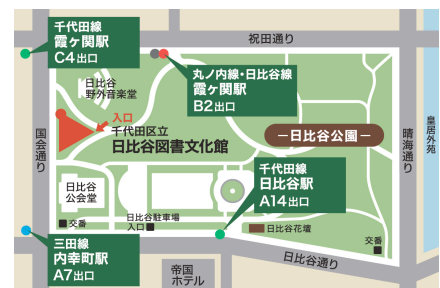 千代田線
霞ヶ関駅
C4出口
祝田通り
丸ノ内線・日比谷線
霞ヶ関駅
B2出口
日比谷
野外音楽堂
入口
千代田区立
日比谷図書文化館
日比谷公園
国会通り
晴海通り
皇居外苑
千代田線
日比谷駅
A14出口
日比谷
公会堂
交番
日比谷駐車場
入口
日比谷花壇
交番
三田線
内幸町駅
A7出口
日比谷通り
帝国
ホテル